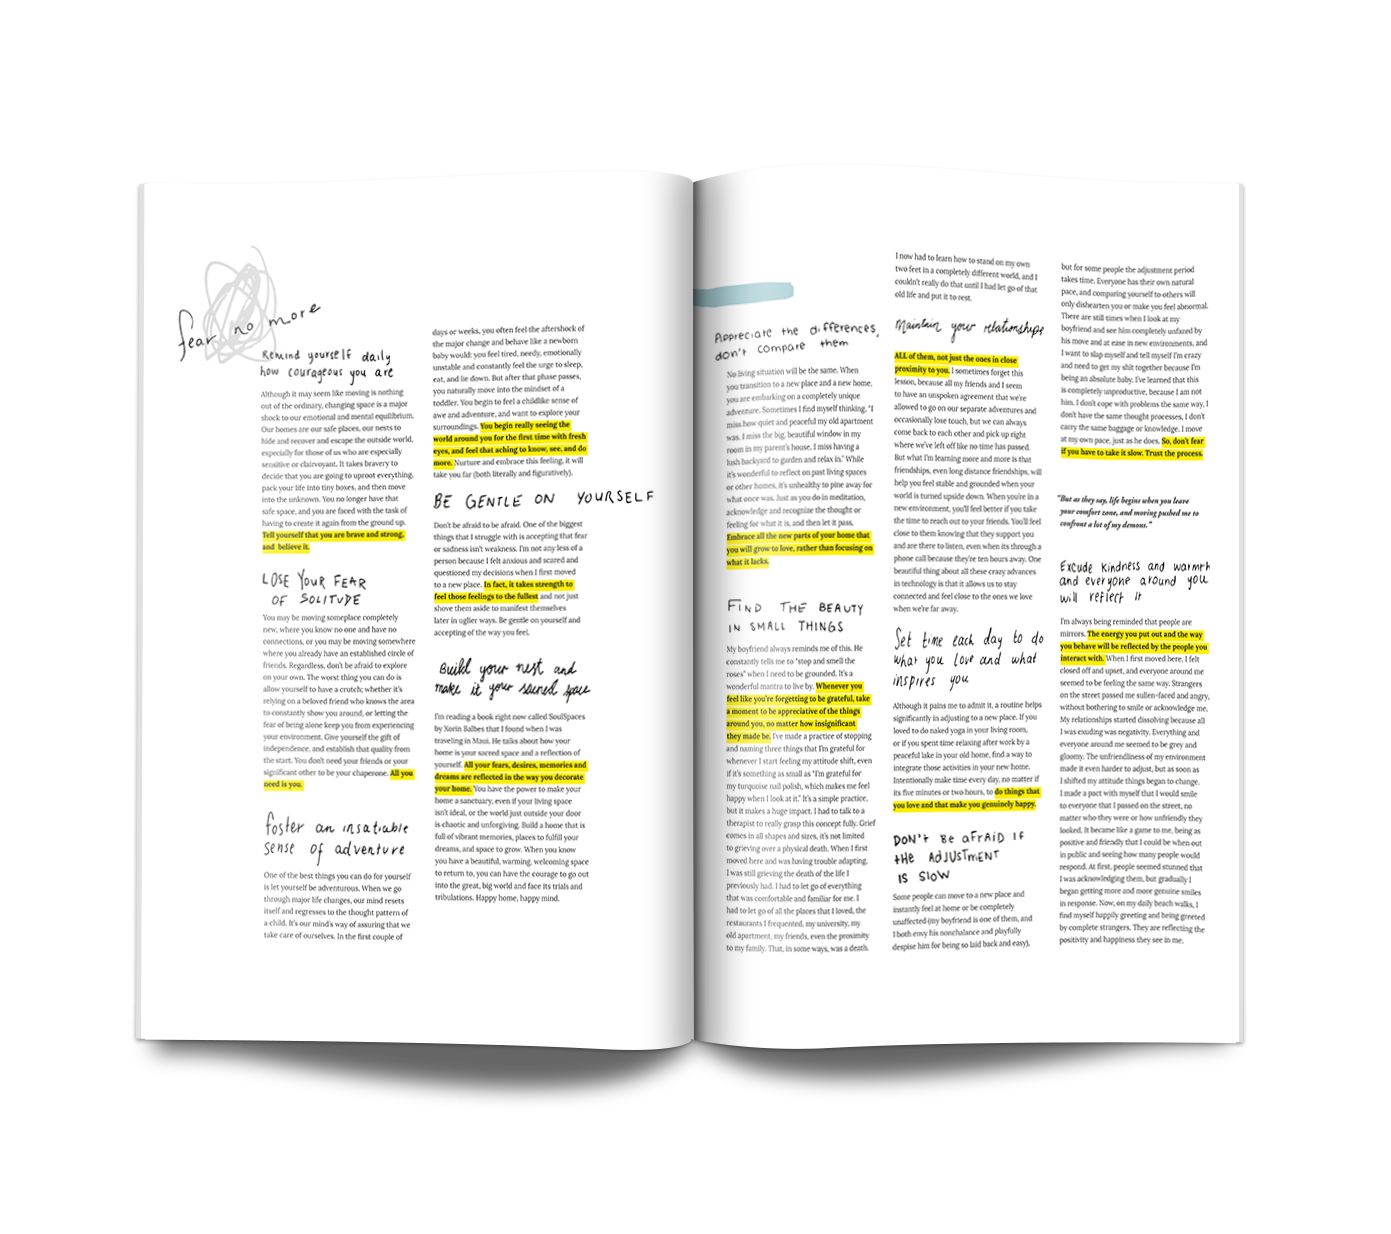 fear no more
Remind yourself daily
how courageous you are
Although it may seem like moving is nothing
out of the ordinary, changing space is a major
shock to our emotional and mental equilibrium.
Our homes are our safe places, our nests to
hide and recover and escape the outside world,
especially for those of us who are especially
sensitive or clairvoyant. It takes bravery to
decide that you are going to uproot everything,
pack your life into tiny boxes, and then move
into the unknown. You no longer have that
safe space, and you are faced with the task of
having to create it again from the ground up.
Tell yourself that you are brave and strong,
and believe it.
LOSE YOUR FEAR
OF SOLITUDE
You may be moving someplace completely
new, where you know no one and have no
connections, or you may be moving somewhere
where you already have an established circle of
friends. Regardless, don't be afraid to explore
on your own. The worst thing you can do is
allow yourself to have a crutch; whether it's
relying on a beloved friend who knows the area
to constantly show you around, or letting the
fear of being alone keep you from experiencing
your environment. Give yourself the gift of
independence, and establish that quality from
the start. You don't need your friends or your
significant other to be your chaperone. All you
need is you.
foster an insatiable
sense of adventure
One of the best things you can do for yourself
is let yourself be adventurous. When we go
through major life changes, our mind resets
itself and regresses to the thought pattern of
a child. It's our mind's way of assuring that we
take care of ourselves. In the first couple of
days or weeks, you often feel the aftershock of
the major change and behave like a newborn
baby would: you feel tired, needy, emotionally
unstable and constantly feel the urge to sleep,
eat, and lie down. But after that phase passes,
you naturally move into the mindset of a
toddler. You begin to feel a childlike sense of
awe and adventure, and want to explore your
surroundings. You begin really seeing the
world around you for the first time with fresh
eyes, and feel that aching to know, see, and do
more. Nurture and embrace this feeling, it will
take you far (both literally and figuratively).
BE GENTLE ON YOURSELF
Don't be afraid to be afraid. One of the biggest
things that I struggle with is accepting that fear
or sadness isn't weakness. I'm not any less of a
person because I felt anxious and scared and
questioned my decisions when I first moved
to a new place. In fact, it takes strength to
feel those feelings to the fullest and not just
shove them aside to manifest themselves
later in uglier ways. Be gentle on yourself and
accepting of the way you feel.
Build your nest and
make it your sacred space
I'm reading a book right now called SoulSpaces
by Xorin Balbes that I found when I was
traveling in Maui. He talks about how your
home is your sacred space and a reflection of
yourself. All your fears, desires, memories and
dreams are reflected in the way you decorate
your home. You have the power to make your
home a sanctuary, even if your living space
isn't ideal, or the world just outside your door
is chaotic and unforgiving. Build a home that is
full of vibrant memories, places to fulfill your
dreams, and space to grow. When you know
you have a beautiful, warming, welcoming space
to return to, you can have the courage to go out
into the great, big world and face its trials and
tribulations. Happy home, happy mind.
Appreciate the differences,
don't compare them
No living situation will be the same. When
you transition to a new place and a new home,
you are embarking on a completely unique
adventure. Sometimes I find myself thinking, "I
miss how quiet and peaceful my old apartment
was. I miss the big, beautiful window in my
room in my parent's house. I miss having a
lush backyard to garden and relax in." While
it's wonderful to reflect on past living spaces
or other homes, it's unhealthy to pine away for
what once was. Just as you do in meditation,
acknowledge and recognize the thought or
feeling for what it is, and then let it pass.
Embrace all the new parts of your home that
you will grow to love, rather than focusing on
what it lacks.
FIND THE BEAUTY
IN SMALL THINGS
My boyfriend always reminds me of this. He
constantly tells me to "stop and smell the
roses" when I need to be grounded. It's a
wonderful mantra to live by. Whenever you
feel like you're forgetting to be grateful, take
a moment to be appreciative of the things
around you, no matter how insignificant
they made be. I've made a practice of stopping
and naming three things that I'm grateful for
whenever I start feeling my attitude shift, even
if it's something as small as "I'm grateful for
my turquoise nail polish, which makes me feel
happy when I look at it." It's a simple practice,
but it makes a huge impact. I had to talk to a
therapist to really grasp this concept fully. Grief
comes in all shapes and sizes, it's not limited
to grieving over a physical death. When I first
moved here and was having trouble adapting,
I was still grieving the death of the life I
previously had. I had to let go of everything
that was comfortable and familiar for me. I
had to let go of all the places that I loved, the
restaurants I frequented, my university, my
old apartment, my friends, even the proximity
to my family. That, in some ways, was a death.
I now had to learn how to stand on my own
two feet in a completely different world, and I
couldn't really do that until I had let go of that
old life and put it to rest.
Maintain your relationships
ALL of them, not just the ones in close
proximity to you. I sometimes forget this
lesson, because all my friends and I seem
to have an unspoken agreement that we're
allowed to go on our separate adventures and
occasionally lose touch, but we can always
come back to each other and pick up right
where we've left off like no time has passed.
But what I'm learning more and more is that
friendships, even long distance friendships, will
help you feel stable and grounded when your
world is turned upside down. When you're in a
new environment, you'll feel better if you take
the time to reach out to your friends. You'll feel
close to them knowing that they support you
and are there to listen, even when its through a
phone call because they're ten hours away. One
beautiful thing about all these crazy advances
in technology is that it allows us to stay
connected and feel close to the ones we love
when we're far away.
Set time each day to do
what you love and what
inspires you
Although it pains me to admit it, a routine helps
significantly in adjusting to a new place. If you
loved to do naked yoga in your living room,
or if you spent time relaxing after work by a
peaceful lake in your old home, find a way to
integrate those activities in your new home.
Intentionally make time every day, no matter if
its five minutes or two hours, to do things that
you love and that make you genuinely happy.
DON't Be AfRAID If
tHe ADJUStMENt
IS SlOW
Some people can move to a new place and
instantly feel at home or be completely
unaffected (my boyfriend is one of them, and
I both envy his nonchalance and playfully
despise him for being so laid back and easy),
but for some people the adjustment period
takes time. Everyone has their own natural
pace, and comparing yourself to others will
only dishearten you or make you feel abnormal.
There are still times when I look at my
boyfriend and see him completely unfazed by
his move and at ease in new environments, and
I want to slap myself and tell myself I'm crazy
and need to get my shit together because I'm
being an absolute baby. I've learned that this
is completely unproductive, because I am not
him. I don't cope with problems the same way, I
don't have the same thought processes, I don't
carry the same baggage or knowledge. I move
at my own pace, just as he does. So, don't fear
if you have to take it slow. Trust the process.
"But as they say, life begins when you leave
your comfort zone, and moving pushed me to
confront a lot of my demons."
Excude kindness and warmth
and everyone around you
will reflect it
I'm always being reminded that people are
mirrors. The energy you put out and the way
you behave will be reflected by the people you
interact with. When I first moved here, I felt
closed off and upset, and everyone around me
seemed to be feeling the same way. Strangers
on the street passed me sullen-faced and angry,
without bothering to smile or acknowledge me.
My relationships started dissolving because all
I was exuding was negativity. Everything and
everyone around me seemed to be grey and
gloomy. The unfriendliness of my environment
made it even harder to adjust, but as soon as
I shifted my attitude things began to change.
I made a pact with myself that I would smile
to everyone that I passed on the street, no
matter who they were or how unfriendly they
looked. It became like a game to me, being as
positive and friendly that I could be when out
in public and seeing how many people would
respond. At first, people seemed stunned that
I was acknowledging them, but gradually I
began getting more and more genuine smiles
in response. Now, on my daily beach walks, I
find myself happily greeting and being greeted
by complete strangers. They are reflecting the
positivity and happiness they see in me.